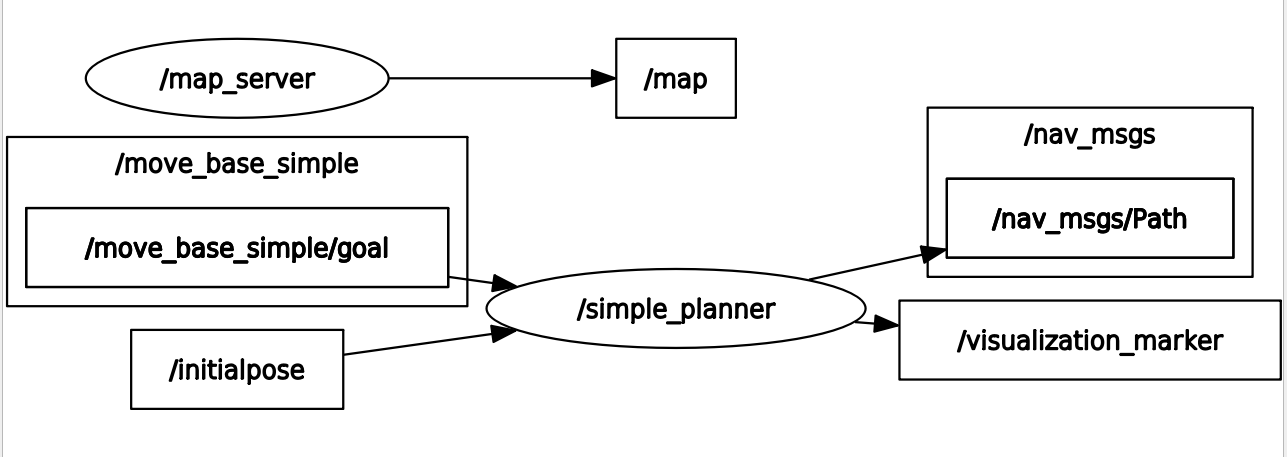 /map_server
/map
/move_base_simple
/move_base_simple/goal
/initialpose
/simple_planner
/nav_msgs
/nav_msgs/Path
/visualization_marker